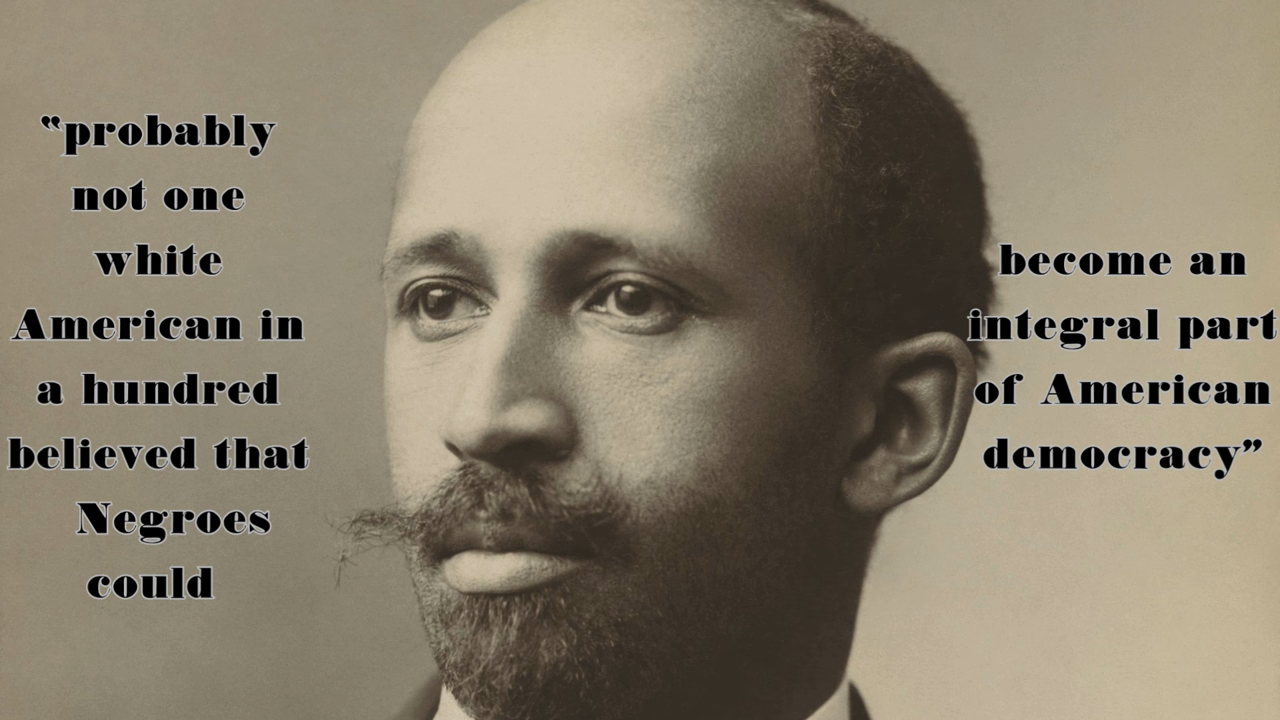 “probably
not one
white
American in
a hundred
believed that
Negroes
could
become an
integral part
of American
democracy”